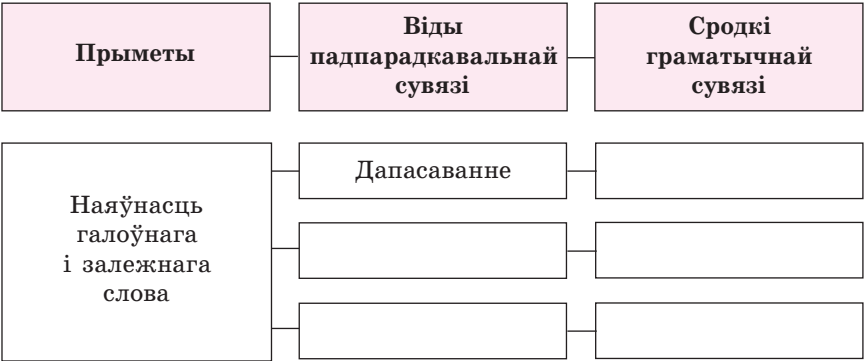 Прыметы
Віды
падпарадкавальнай
сувязі
Сродкі
граматычнай
сувязі
Наяўнасць
галоўнага
і залежнага
слова
Дапасаванне